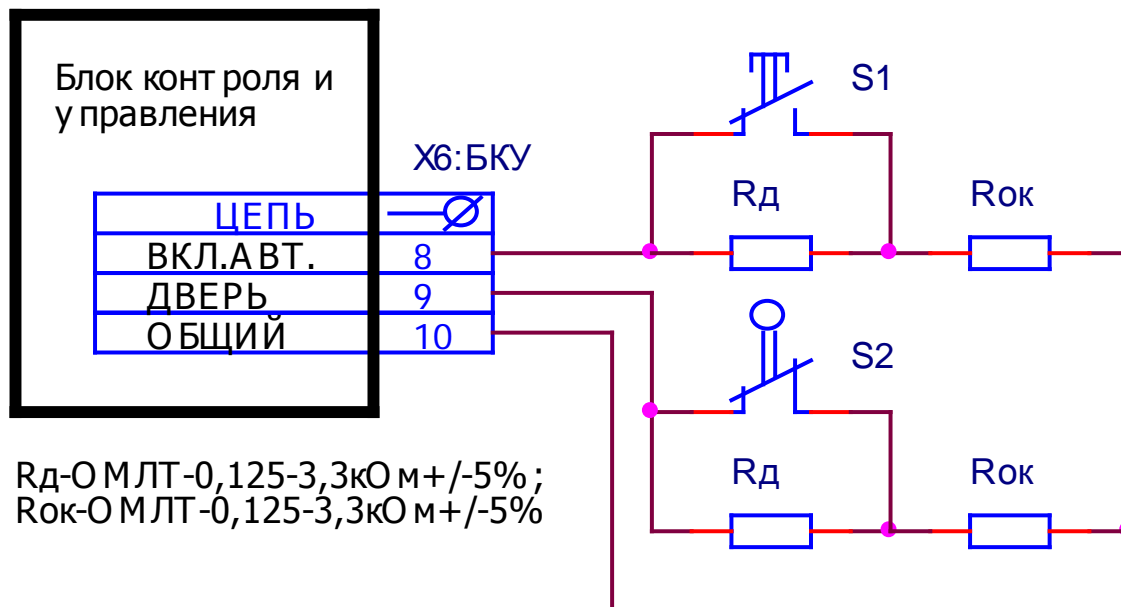 Блок контроля и
управления
X6:БКУ
ЦЕПЬ
ВКЛ.АВТ. 8
ДВЕРЬ 9
ОБЩИЙ 10
S1
Rд Rок
S2
Rд Rок
Rд-ОМЛТ-0,125-3,3кОм+/-5%;
Rок-ОМЛТ-0,125-3,3кОм+/-5%